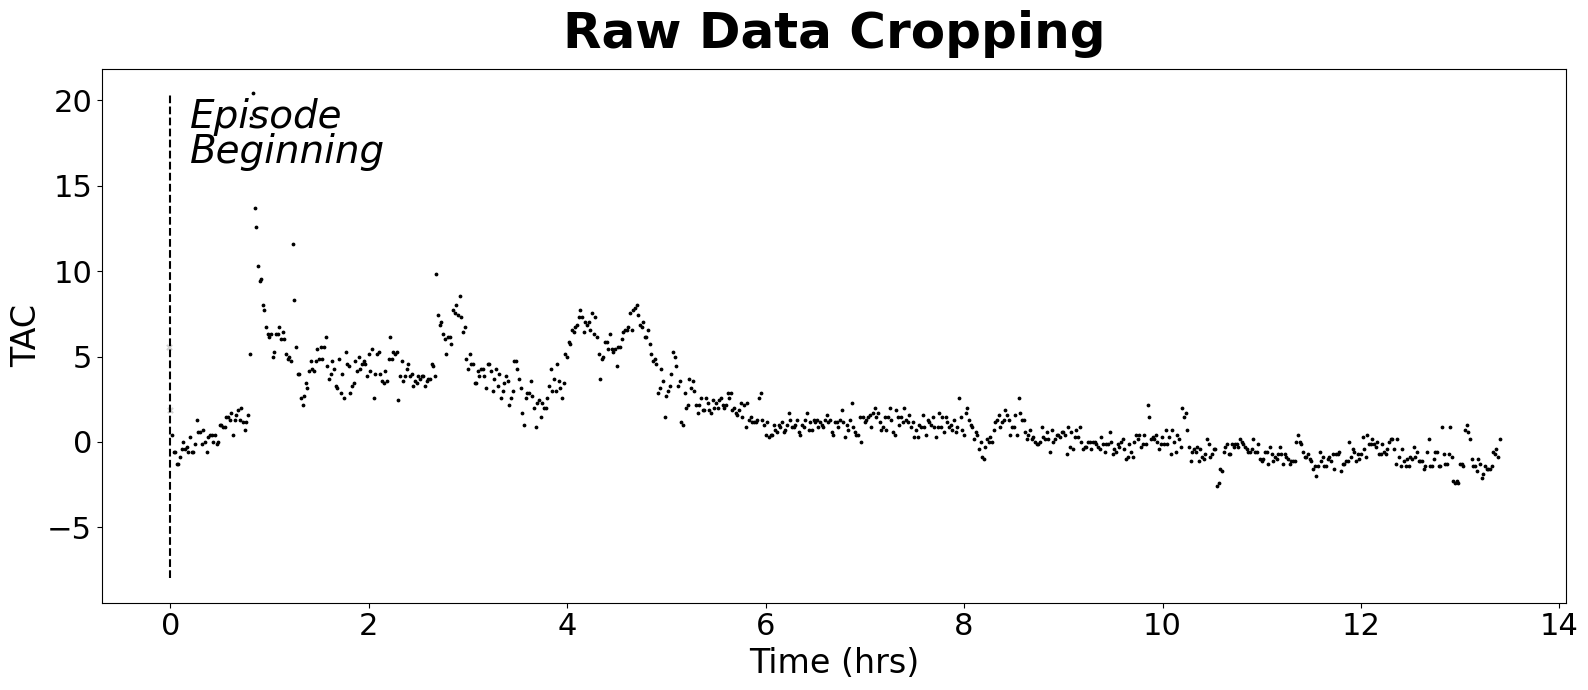 Raw Data Cropping
Episode
Beginning
20
15
10
5
0
−5
TAC
0 2 4 6 8 10 12 14
Time (hrs)